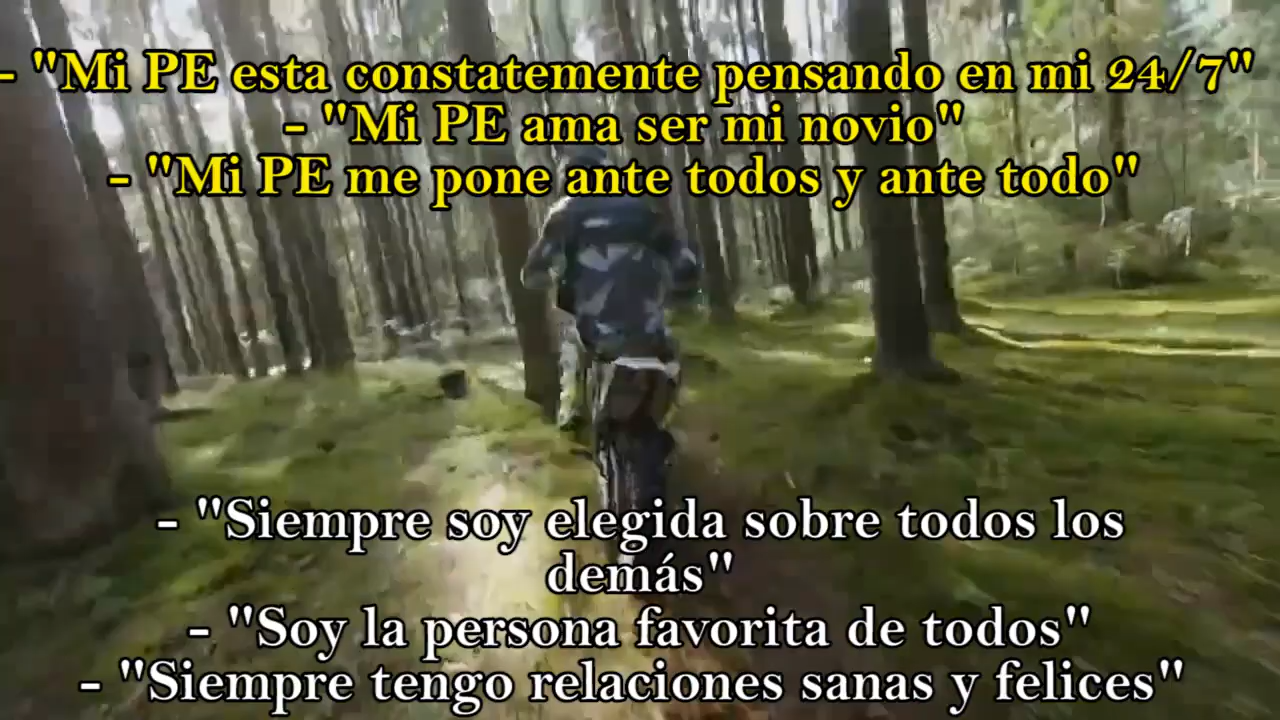 - "Mi PE esta constatemente pensando en mi 24/7"
- "Mi PE ama ser mi novio"
- "Mi PE me pone ante todos y ante todo"
- "Siempre soy elegida sobre todos los
demás"
- "Soy la persona favorita de todos"
- "Siempre tengo relaciones sanas y felices"